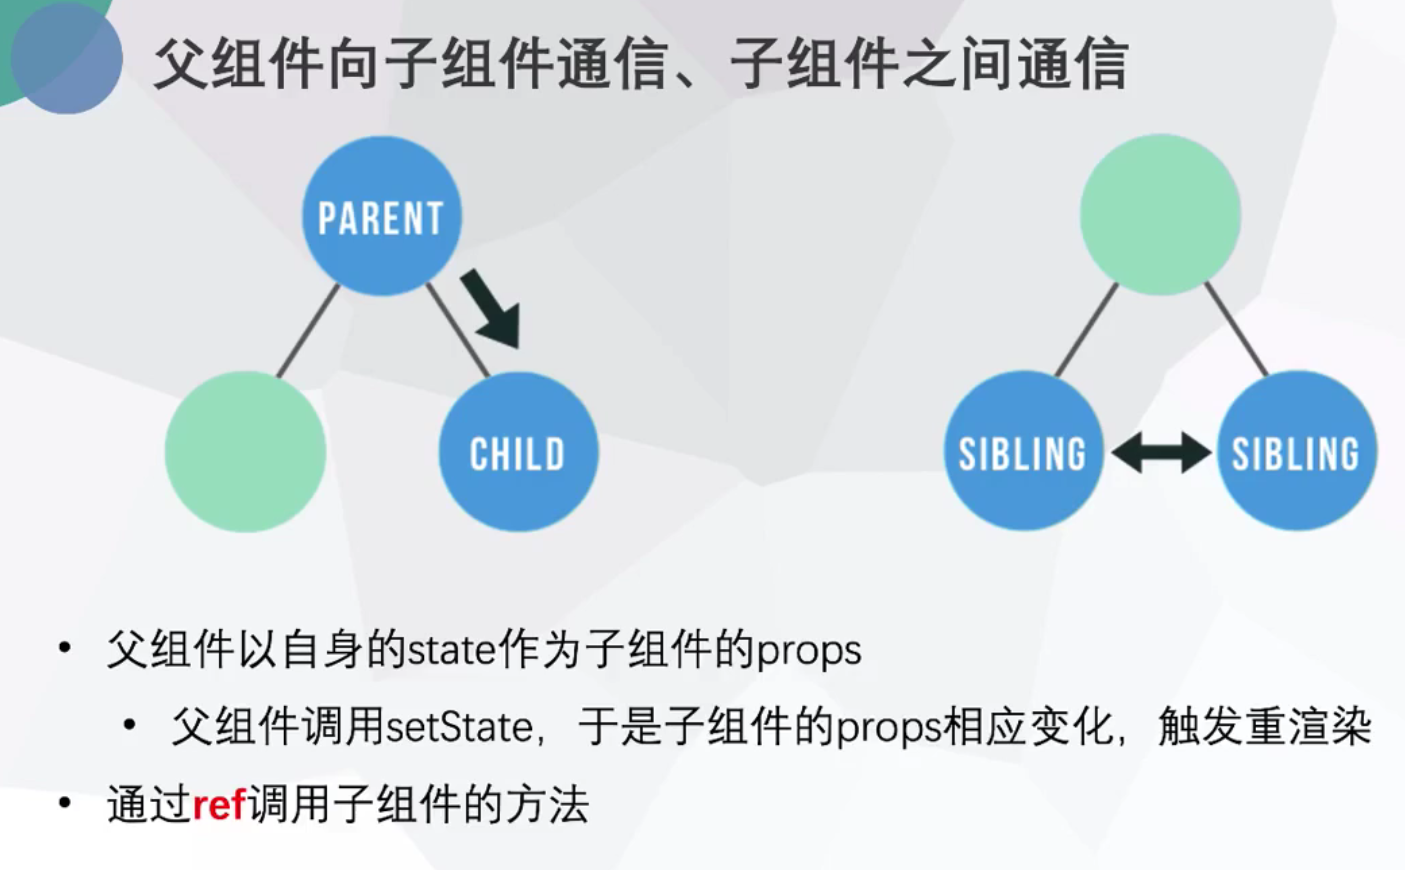 父组件向子组件通信、子组件之间通信
PARENT
CHILD
SIBLING
SIBLING
• 父组件以自身的state作为子组件的props
• 父组件调用setState，于是子组件的props相应变化，触发重渲染
• 通过ref调用子组件的方法